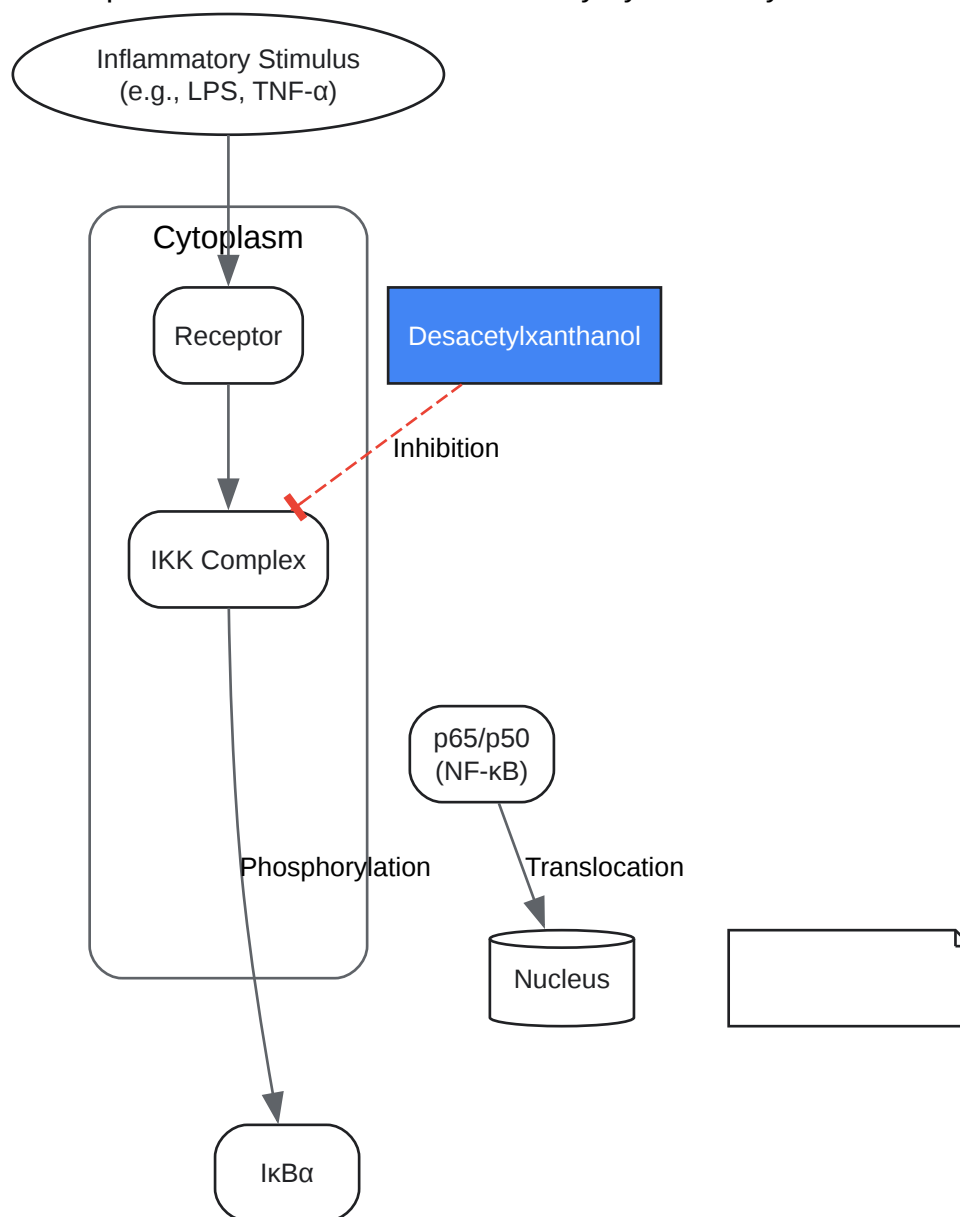 Inflammatory Stimulus
(e.g., LPS, TNF-α)
Cytoplasm
Receptor
Desacetylxanthanol
Inhibition
IKK Complex
p65/p50
(NF-κB)
Phosphorylation
Translocation
Nucleus
IκBα